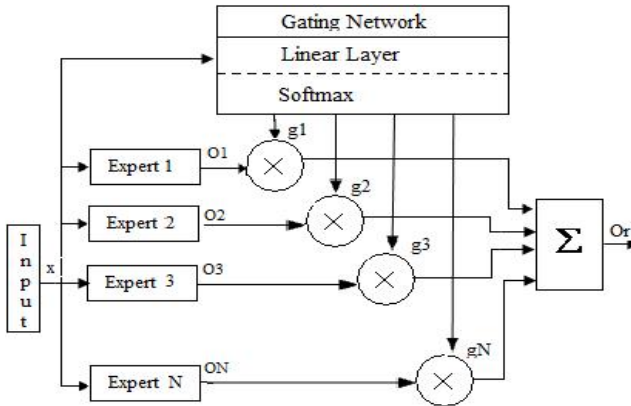 Gating Network
Linear Layer
Softmax
g1
O1
Expert 1
g2
O2
Expert 2
g3
O3
Expert 3
gN
ON
Expert N
Input
x
Σ
Or